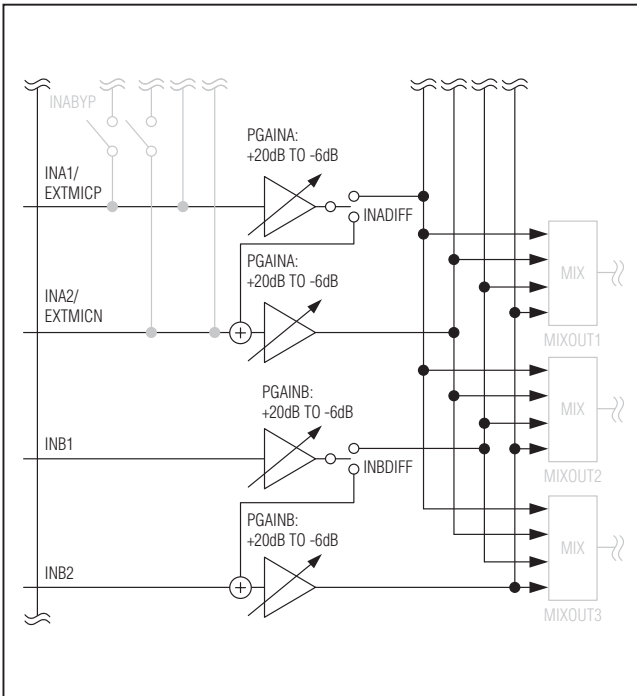 INABYP
PGAINA:
+20dB TO -6dB
INA1/
EXTMICP
INADIFF
PGAINA:
+20dB TO -6dB
MIX
INA2/
EXTMICN
+
MIXOUT1
PGAINB:
+20dB TO -6dB
MIX
INB1
INBDIFF
MIXOUT2
PGAINB:
+20dB TO -6dB
MIX
INB2
+
MIXOUT3